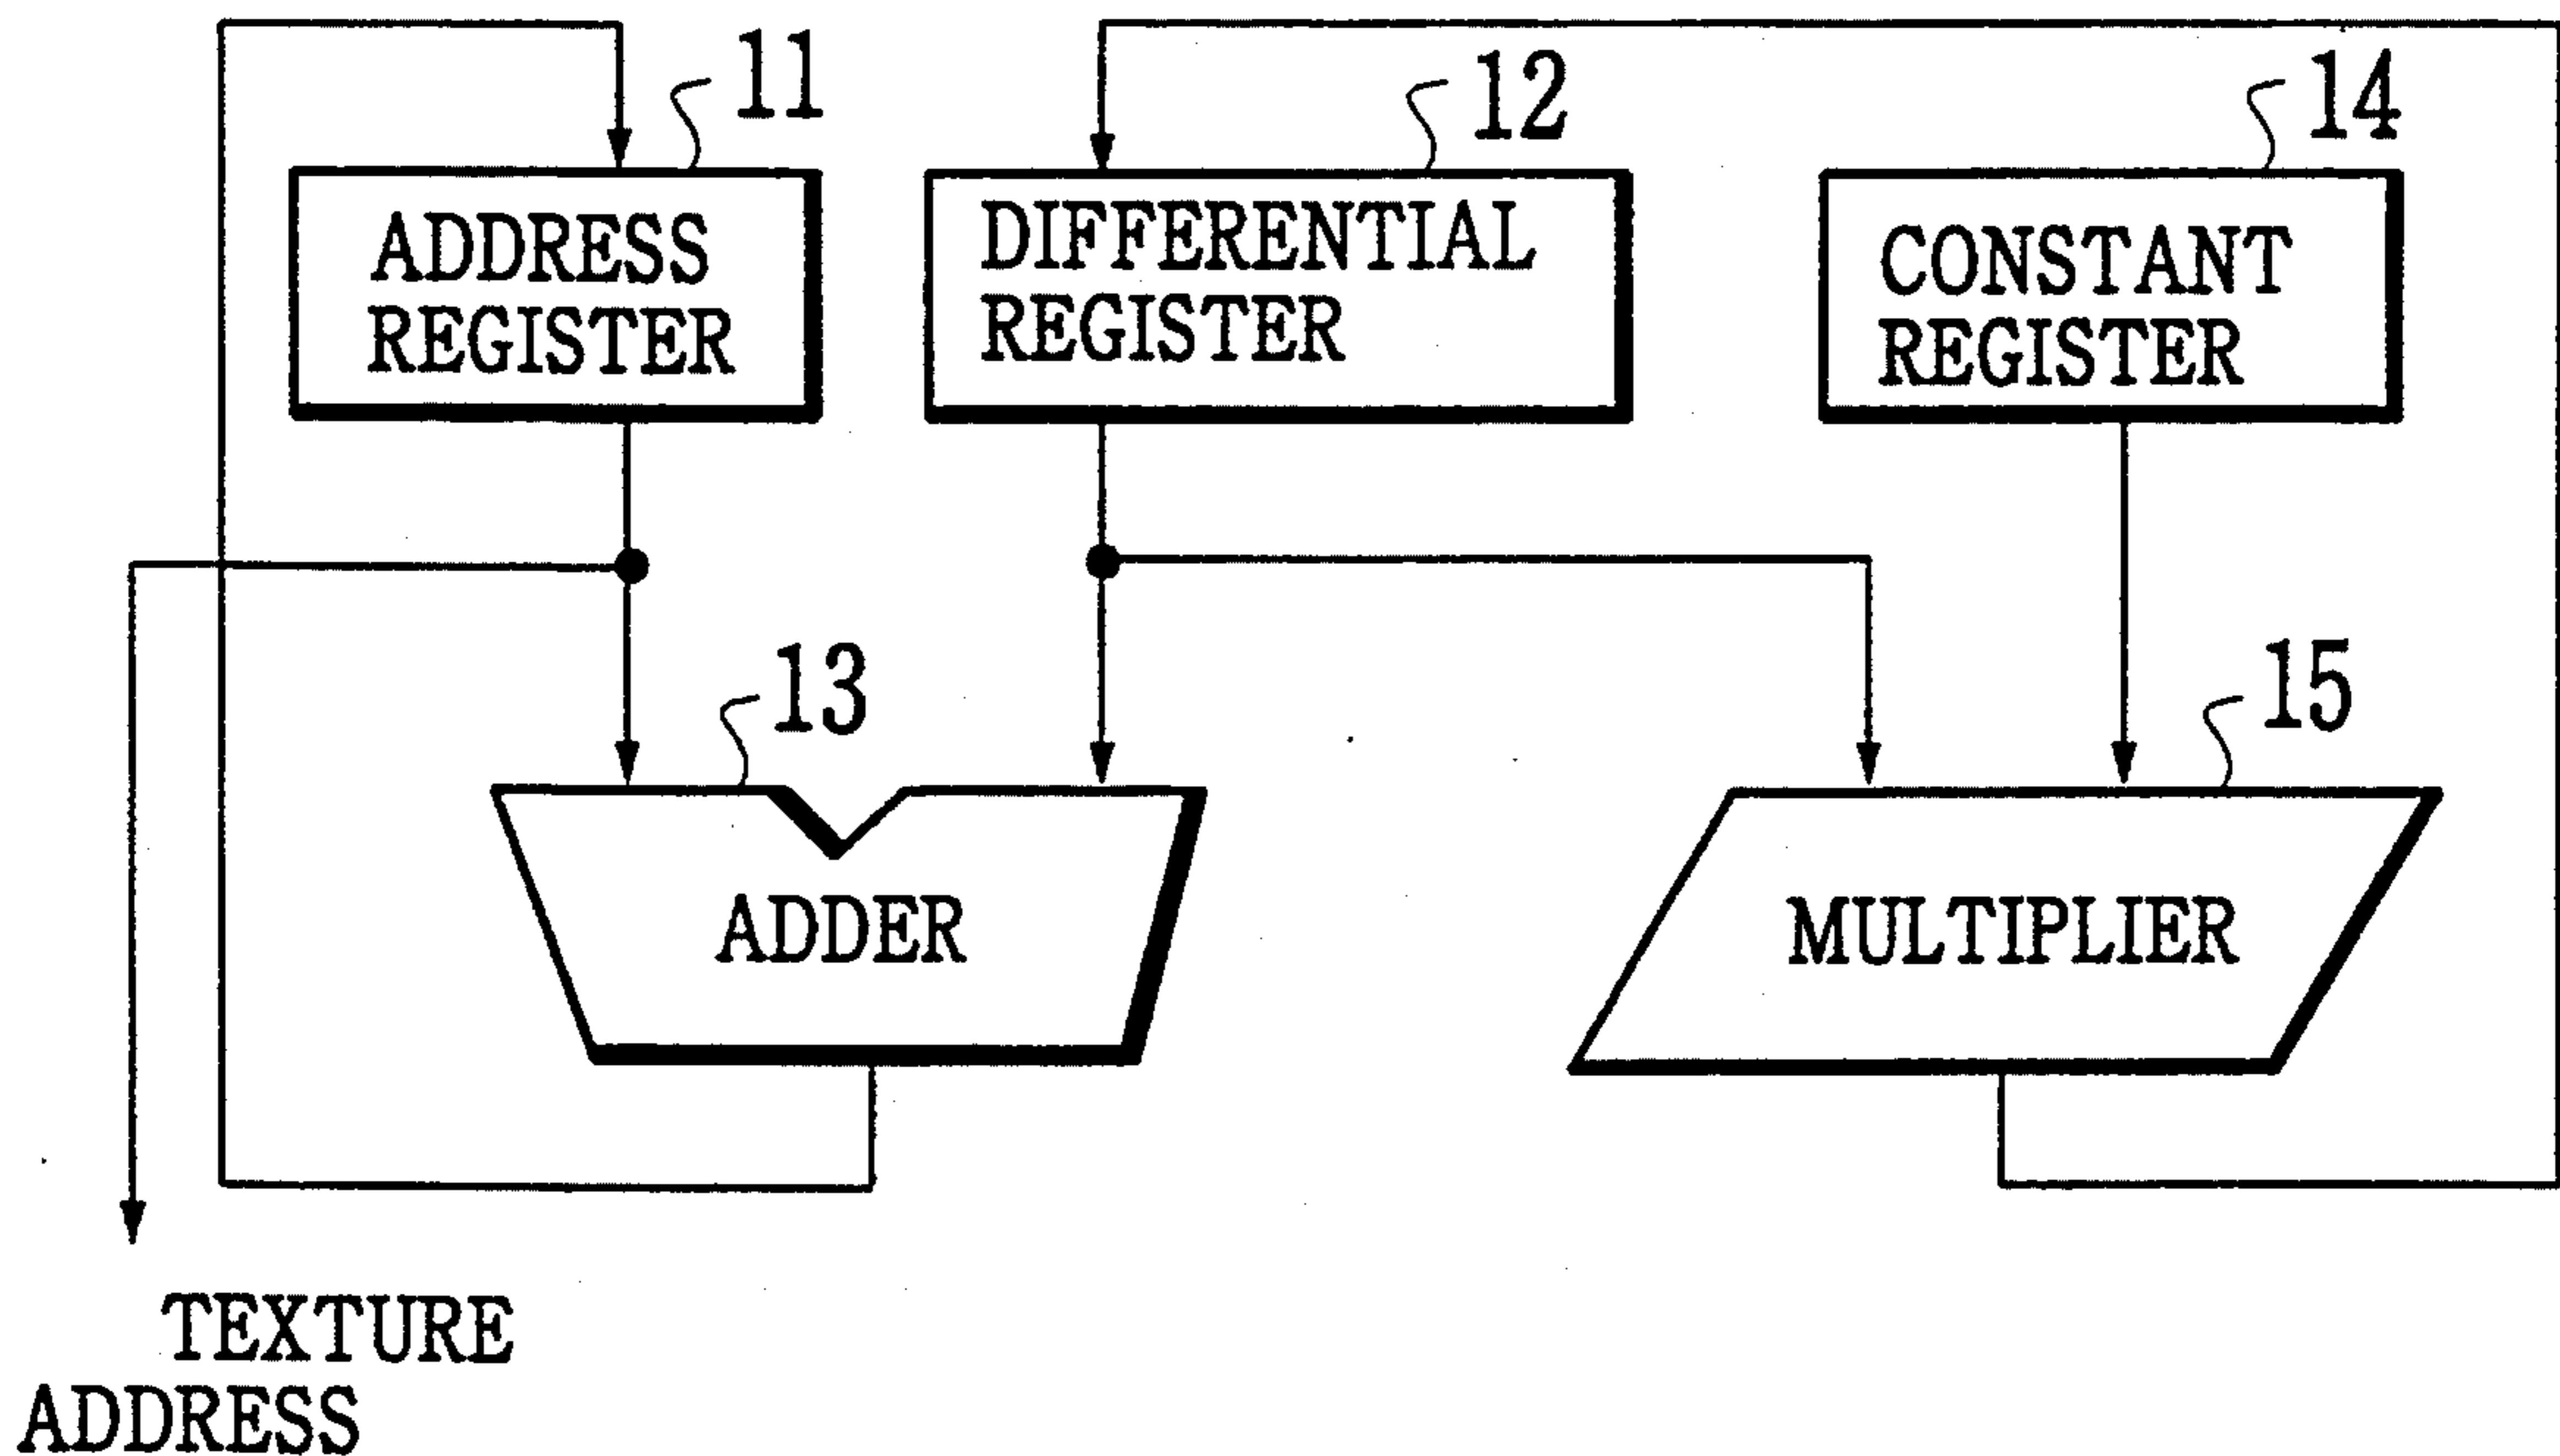 11
12
14
ADDRESS
REGISTER
DIFFERENTIAL
REGISTER
CONSTANT
REGISTER
13
15
ADDER
MULTIPLIER
TEXTURE
ADDRESS